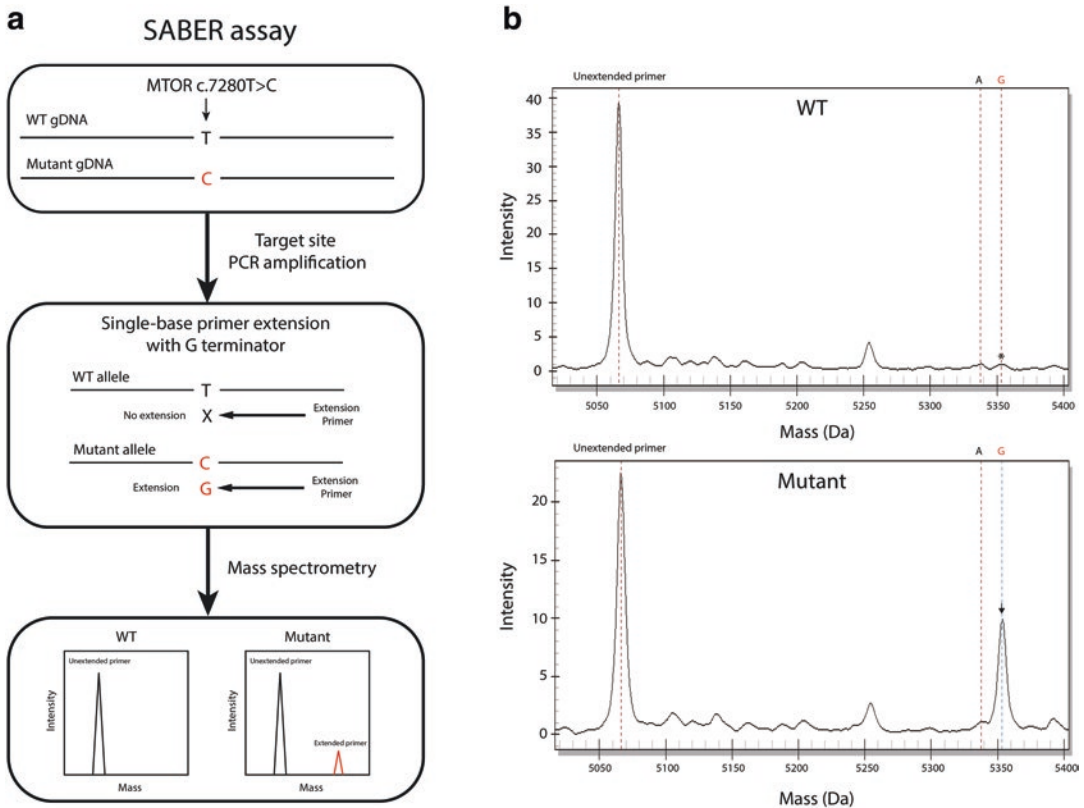 a
SABER assay
MTOR c.7280T>C
WT gDNA
T
Mutant gDNA
C
Target site
PCR amplification
Single-base primer extension
with G terminator
WT allele
T
No extension X Extension
Primer
Mutant allele
C
Extension G Extension
Primer
Mass spectrometry
WT
Unextended primer
Intensity
Mass
Mutant
Unextended primer
Extended primer
Intensity
Mass
b
Unextended primer A G
WT
40
35
30
25
20
15
10
5
0
Intensity
*
5050 5100 5150 5200 5250 5300 5350 5400
Mass (Da)
Unextended primer A G
Mutant
20
15
10
5
0
Intensity
5050 5100 5150 5200 5250 5300 5350 5400
Mass (Da)